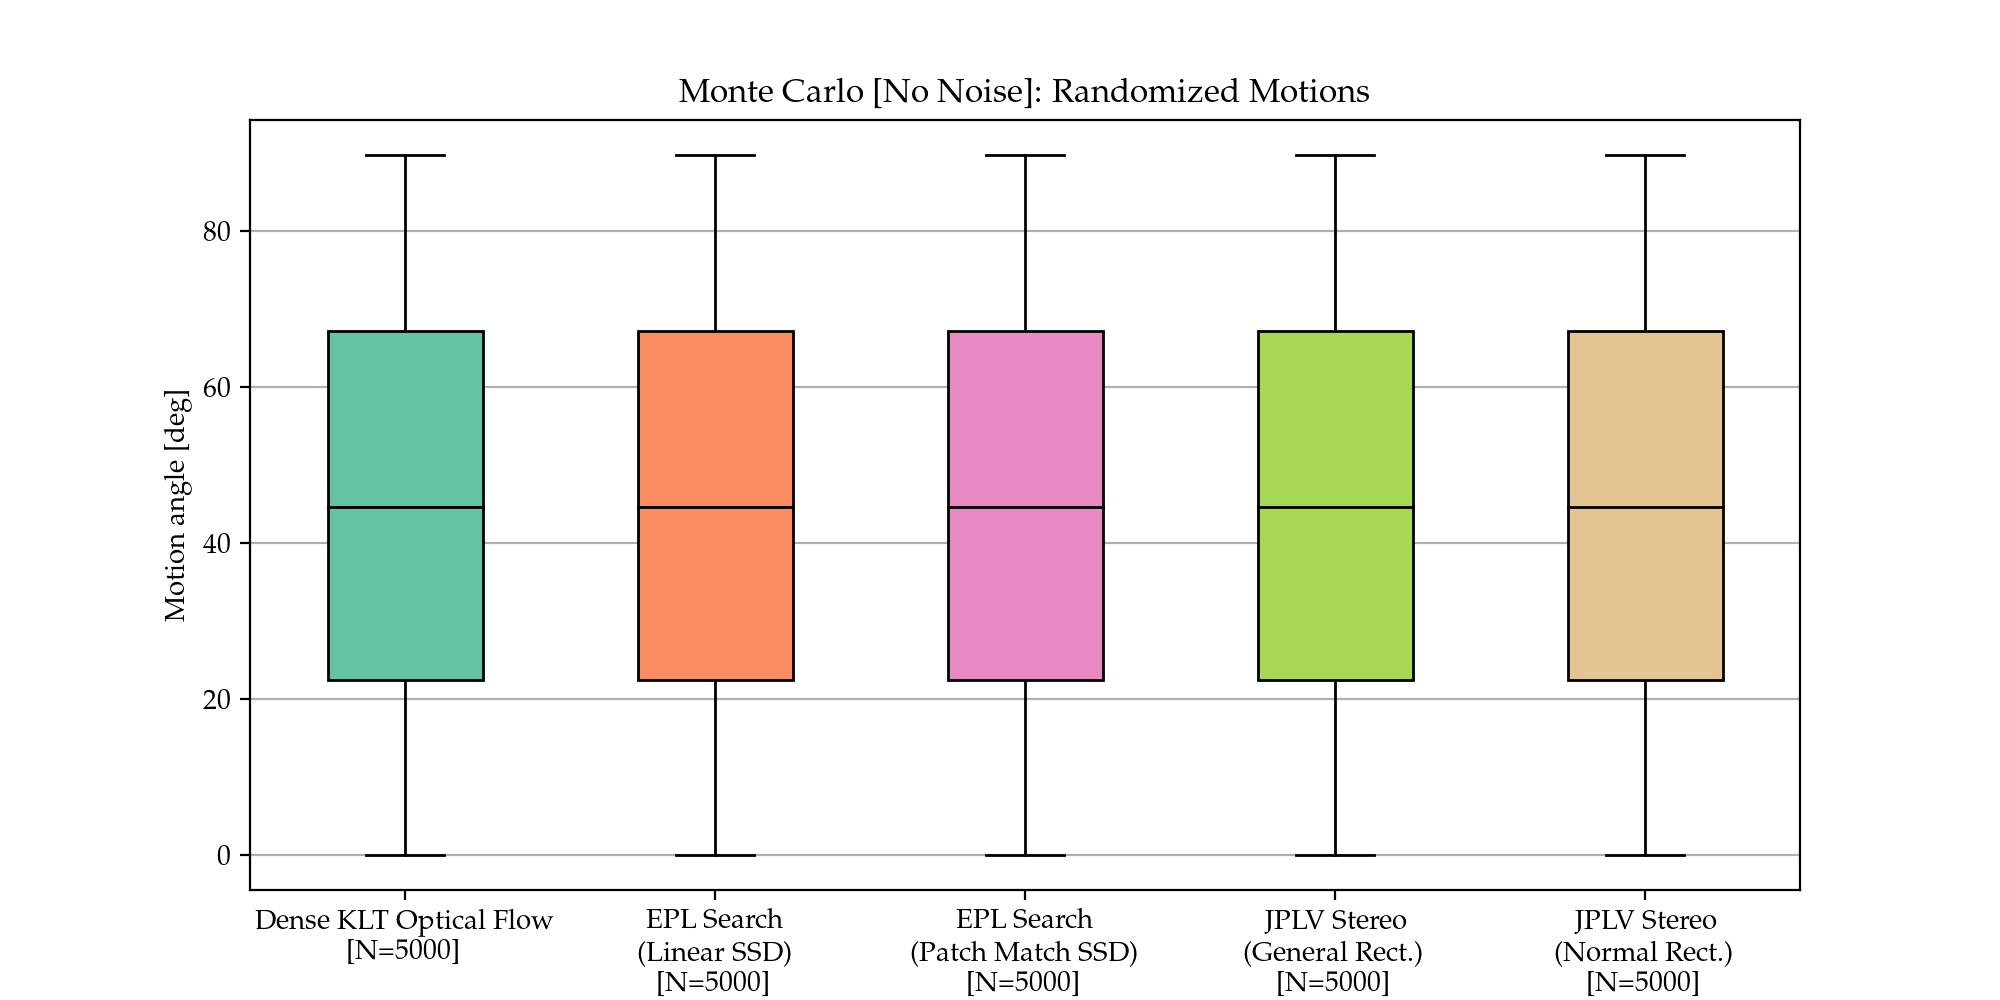 Monte Carlo [No Noise]: Randomized Motions
Motion angle [deg]
80
60
40
20
0
Dense KLT Optical Flow
[N=5000]
EPL Search
(Linear SSD)
[N=5000]
EPL Search
(Patch Match SSD)
[N=5000]
JPLV Stereo
(General Rect.)
[N=5000]
JPLV Stereo
(Normal Rect.)
[N=5000]